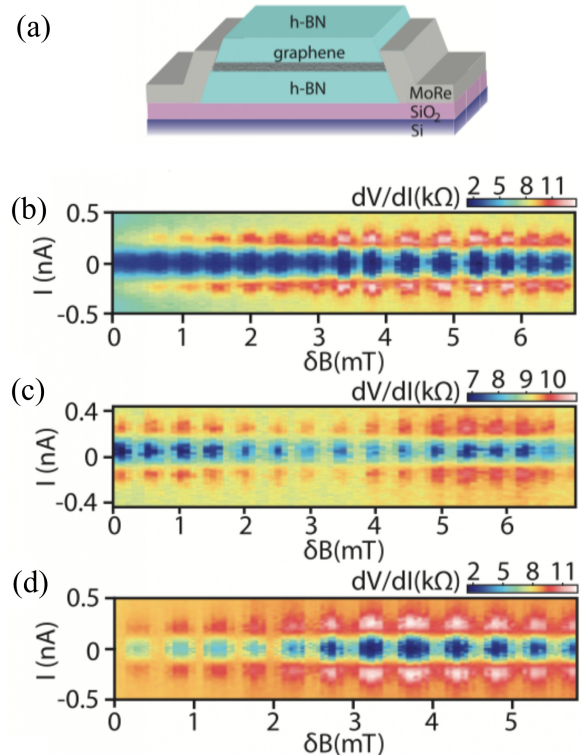 (a)
h-BN
graphene
h-BN
MoRe
SiO2
Si
(b)
dV/dI(kΩ) 2 5 8 11
I (nA)
0.5
0
-0.5
0 1 2 3 4 5 6
δB(mT)
(c)
dV/dI(kΩ) 7 8 9 10
I (nA)
0.4
0
-0.4
0 1 2 3 4 5 6
δB(mT)
(d)
dV/dI(kΩ) 2 5 8 11
I (nA)
0.5
0
-0.5
0 1 2 3 4 5
δB(mT)